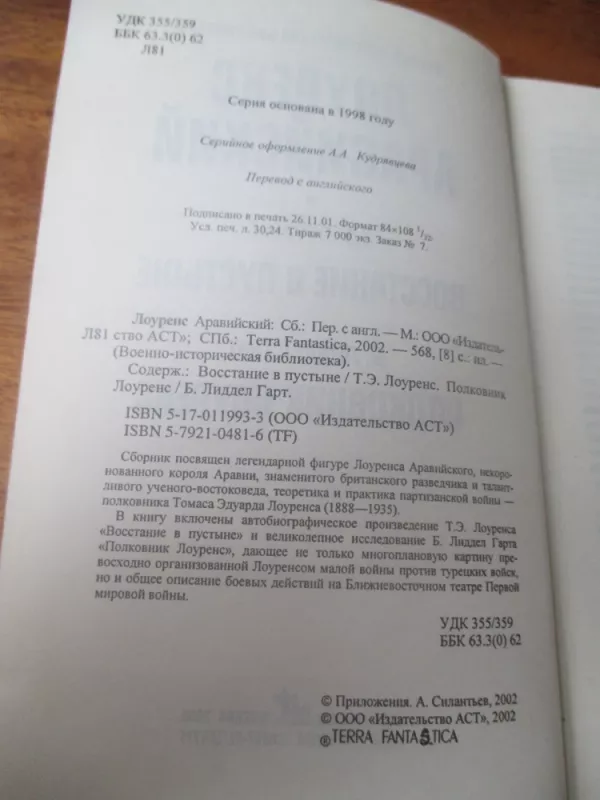 УДК 355/359
ББК 63.3(0) 62
Л81
Серия основана в 1998 году
Серийное оформление А.А. Кудрявцева
Перевод с английского
Подписано в печать 26.11.01. Формат 84×108 1/32.
Усл. печ. л. 30,24. Тираж 7 000 экз. Заказ № 7.
Лоуренс Аравийский: Сб.: Пер. с англ. — М.: ООО «Издатель-
Л81 ство АСТ»; СПб.: Terra Fantastica, 2002. — 568, [8] с.: ил. —
(Военно-историческая библиотека).
Содерж.: Восстание в пустыне / Т.Э. Лоуренс. Полковник
Лоуренс / Б. Лиддел Гарт.
ISBN 5-17-011993-3 (ООО «Издательство АСТ»)
ISBN 5-7921-0481-6 (TF)
Сборник посвящен легендарной фигуре Лоуренса Аравийского, некоро-
нованного короля Аравии, знаменитого британского разведчика и талант-
ливого ученого-востоковеда, теоретика и практика партизанской войны —
полковника Томаса Эдуарда Лоуренса (1888—1935).
В книгу включены автобиографическое произведение Т.Э. Лоуренса
«Восстание в пустыне» и великолепное исследование Б. Лиддел Гарта
«Полковник Лоуренс», дающее не только многоплановую картину пре-
восходно организованной Лоуренсом малой войны против турецких войск,
но и общее описание боевых действий на Ближневосточном театре Первой
мировой войны.
УДК 355/359
ББК 63.3(0) 62
© Приложения. А. Силантьев, 2002
© ООО «Издательство АСТ», 2002
® TERRA FANTASTICA